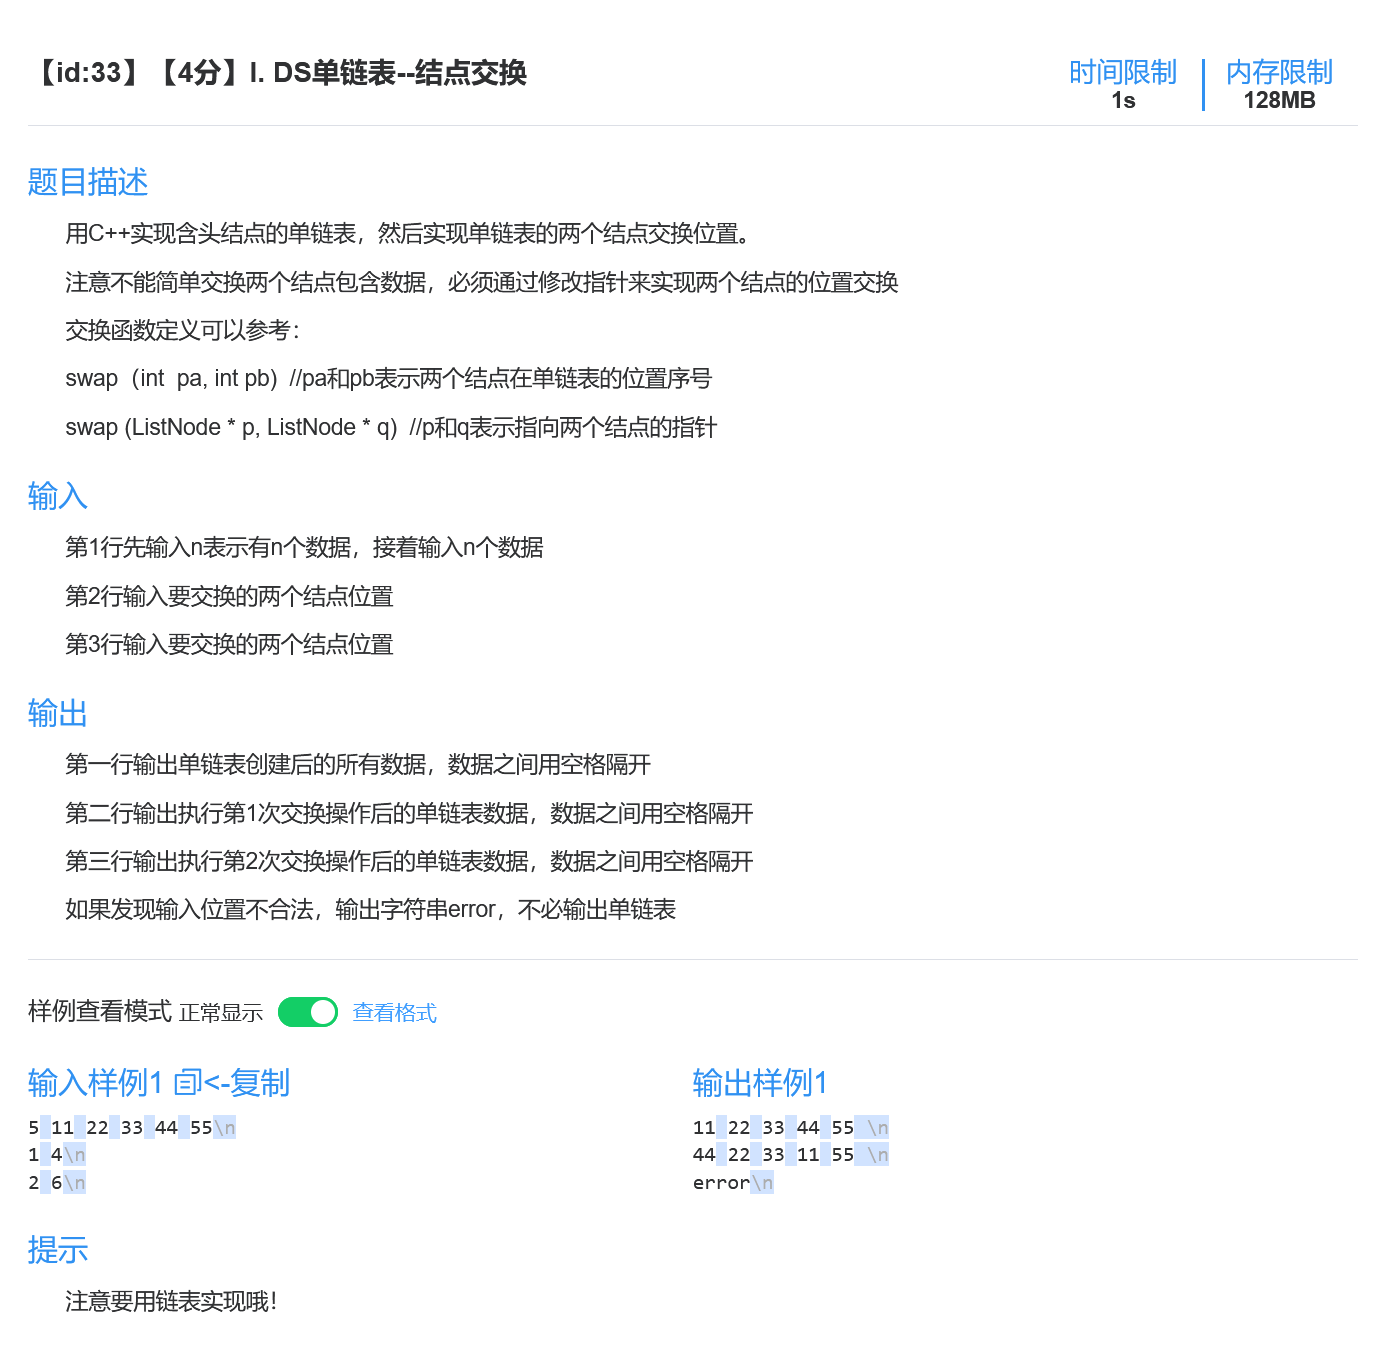 【id:33】【4分】I. DS单链表--结点交换
时间限制
1s
内存限制
128MB
题目描述
用C++实现含头结点的单链表，然后实现单链表的两个结点交换位置。
注意不能简单交换两个结点包含数据，必须通过修改指针来实现两个结点的位置交换
交换函数定义可以参考：
swap（int  pa, int pb）//pa和pb表示两个结点在单链表的位置序号
swap (ListNode * p, ListNode * q)  //p和q表示指向两个结点的指针
输入
第1行先输入n表示有n个数据，接着输入n个数据
第2行输入要交换的两个结点位置
第3行输入要交换的两个结点位置
输出
第一行输出单链表创建后的所有数据，数据之间用空格隔开
第二行输出执行第1次交换操作后的单链表数据，数据之间用空格隔开
第三行输出执行第2次交换操作后的单链表数据，数据之间用空格隔开
如果发现输入位置不合法，输出字符串error，不必输出单链表
样例查看模式 正常显示 查看格式
输入样例1 <-复制
5 11 22 33 44 55\n
1 4\n
2 6\n
输出样例1
11 22 33 44 55 \n
44 22 33 11 55 \n
error\n
提示
注意要用链表实现哦！